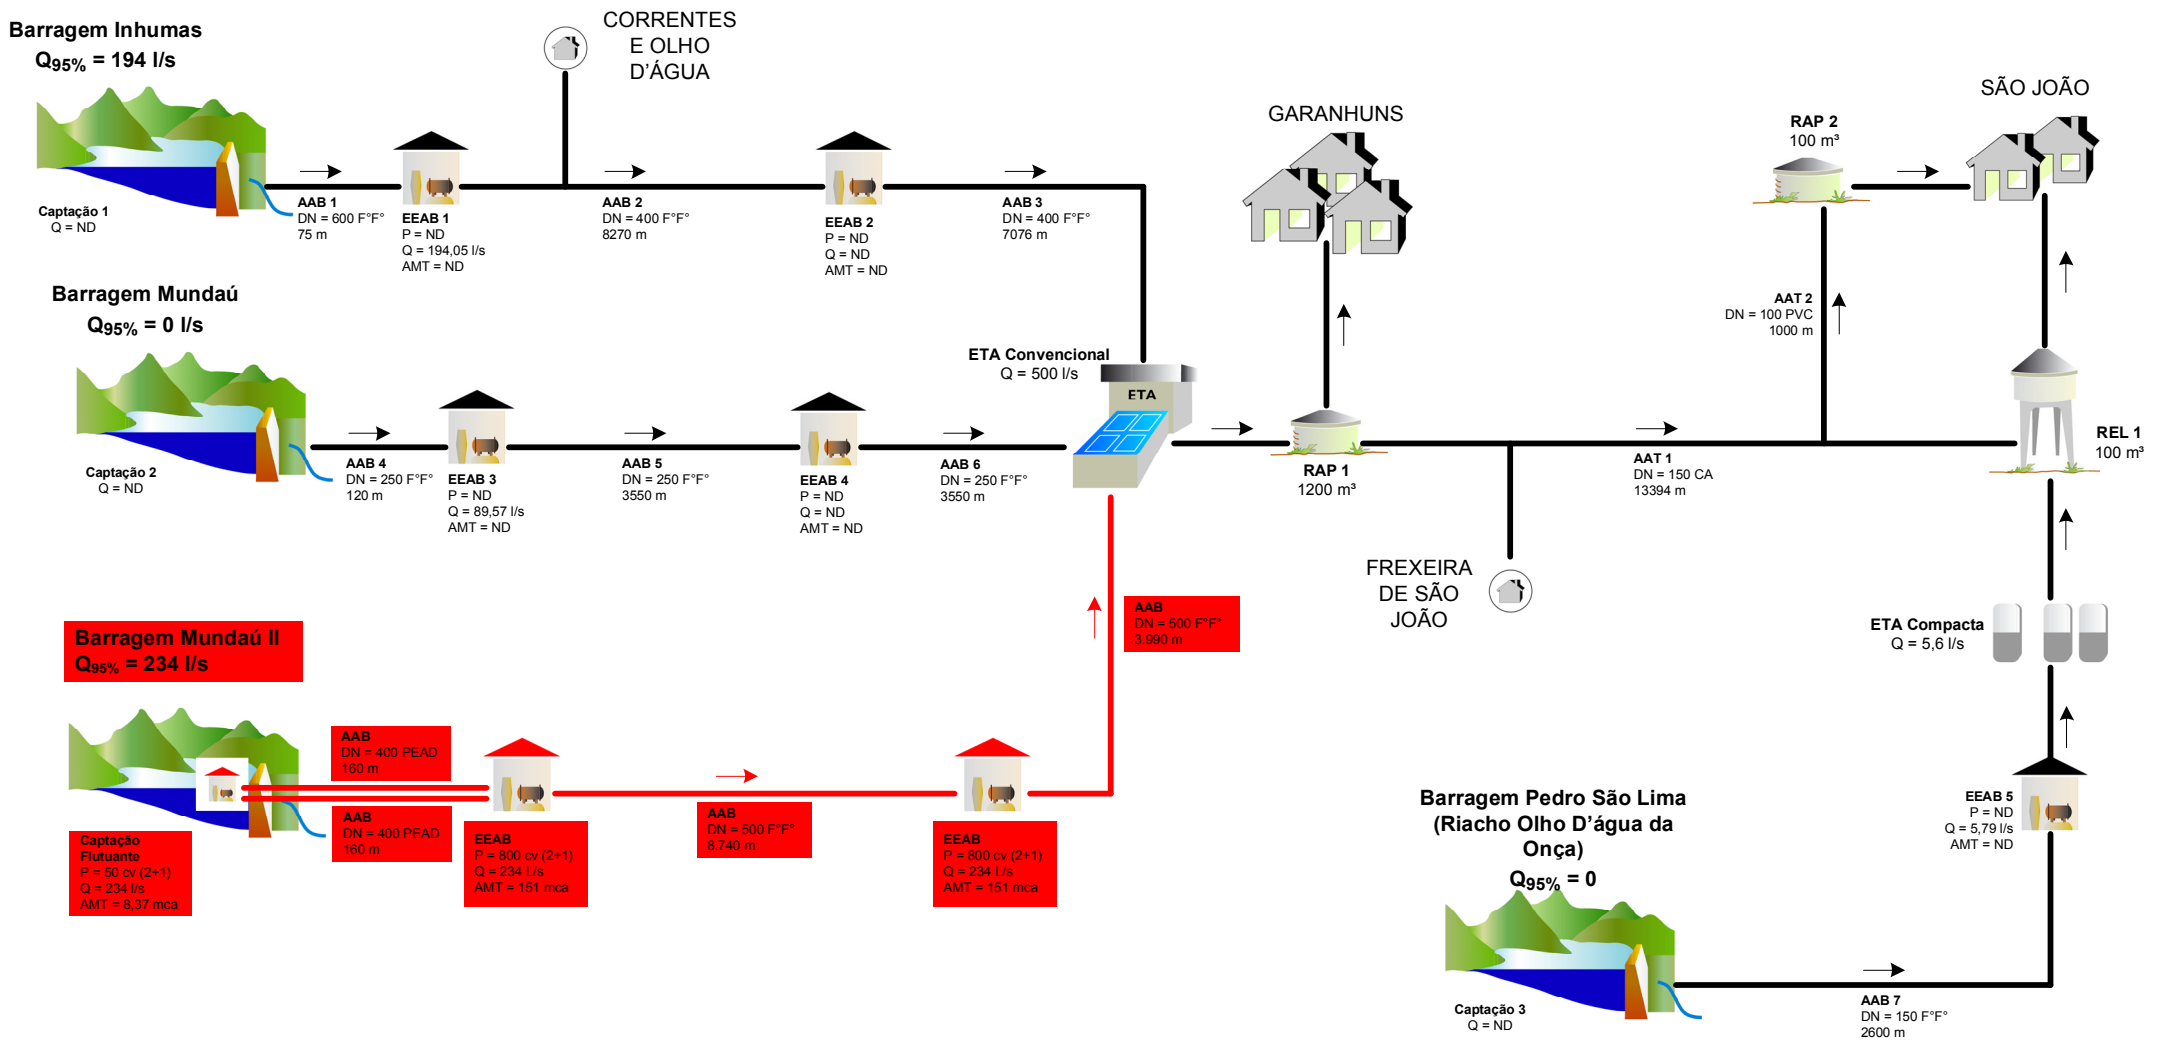 Barragem Inhumas
Q95% = 194 l/s
Captação 1
Q = ND
AAB 1
DN = 600 F°F°
75 m
EEAB 1
P = ND
Q = 194,05 l/s
AMT = ND
CORRENTES
E OLHO
D'ÁGUA
AAB 2
DN = 400 F°F°
8270 m
EEAB 2
P = ND
Q = ND
AMT = ND
AAB 3
DN = 400 F°F°
7076 m
GARANHUNS
SÃO JOÃO
RAP 2
100 m³
AAT 2
DN = 100 PVC
1000 m
Barragem Mundaú
Q95% = 0 l/s
Captação 2
Q = ND
AAB 4
DN = 250 F°F°
120 m
EEAB 3
P = ND
Q = 89,57 l/s
AMT = ND
AAB 5
DN = 250 F°F°
3550 m
EEAB 4
P = ND
Q = ND
AMT = ND
AAB 6
DN = 250 F°F°
3550 m
ETA Convencional
Q = 500 l/s
ETA
RAP 1
1200 m³
AAT 1
DN = 150 CA
13394 m
REL 1
100 m³
FREXEIRA
DE SÃO
JOÃO
Barragem Mundaú II
Q95% = 234 l/s
Captação
Flutuante
P = 50 cv (2+1)
Q = 234 l/s
AMT = 8,37 mca
AAB
DN = 400 PEAD
160 m
AAB
DN = 400 PEAD
160 m
EEAB
P = 800 cv (2+1)
Q = 234 L/s
AMT = 151 mca
AAB
DN = 500 F°F°
8.740 m
EEAB
P = 800 cv (2+1)
Q = 234 L/s
AMT = 151 mca
AAB
DN = 500 F°F°
3.990 m
ETA Compacta
Q = 5,6 l/s
EEAB 5
P = ND
Q = 5,79 l/s
AMT = ND
Barragem Pedro São Lima
(Riacho Olho D'água da
Onça)
Q95% = 0
Captação 3
Q = ND
AAB 7
DN = 150 F°F°
2600 m